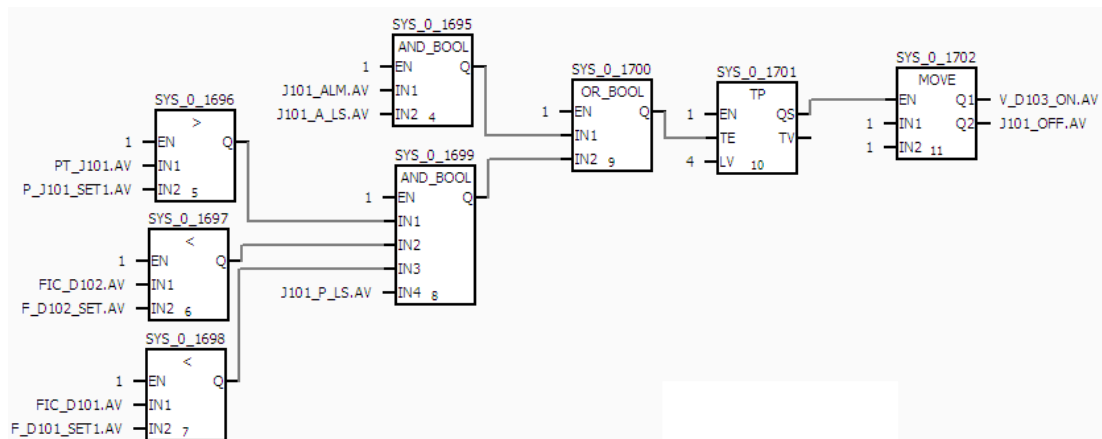 SYS_0_1695
AND_BOOL
1 EN Q
J101_ALM.AV IN1
J101_A_LS.AV IN2 4
SYS_0_1696
>
1 EN Q
PT_J101.AV IN1
P_J101_SET1.AV IN2 5
SYS_0_1697
<
1 EN Q
FIC_D102.AV IN1
F_D102_SET.AV IN2 6
SYS_0_1698
<
1 EN Q
FIC_D101.AV IN1
F_D101_SET1.AV IN2 7
SYS_0_1699
AND_BOOL
1 EN Q
IN1
IN2
IN3
J101_P_LS.AV IN4 8
SYS_0_1700
OR_BOOL
1 EN Q
IN1
IN2 9
SYS_0_1701
TP
1 EN QS
TE TV
4 LV 10
SYS_0_1702
MOVE
EN Q1 V_D103_ON.AV
1 IN1 Q2 J101_OFF.AV
1 IN2 11